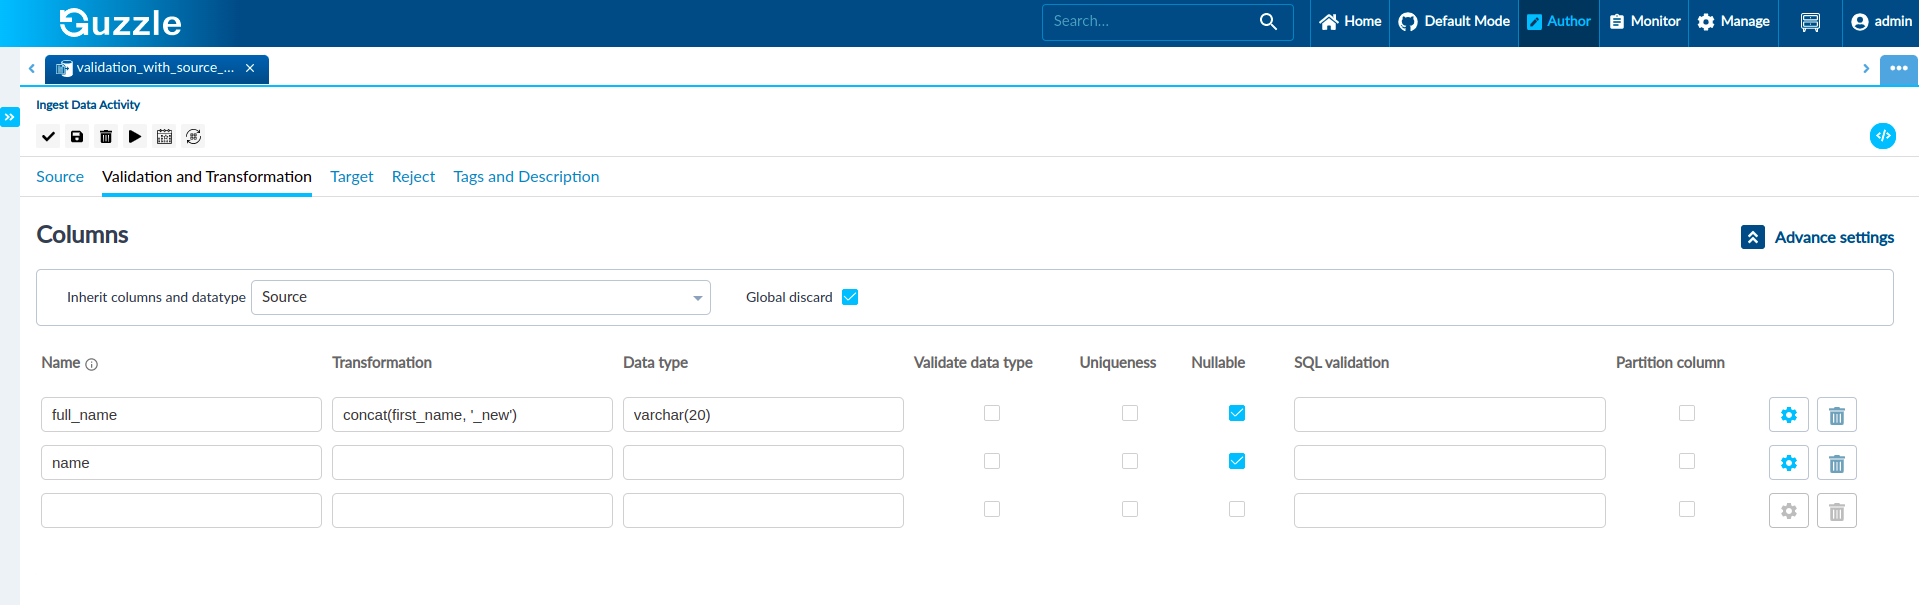 Guzzle Search... Home Default Mode Author Monitor Manage admin
validation_with_source_...
Ingest Data Activity
Source Validation and Transformation Target Reject Tags and Description
Columns
Advance settings
Inherit columns and datatype Source Global discard
Name Transformation Data type Validate data type Uniqueness Nullable SQL validation Partition column
full_name concat(first_name, '_new') varchar(20)
name